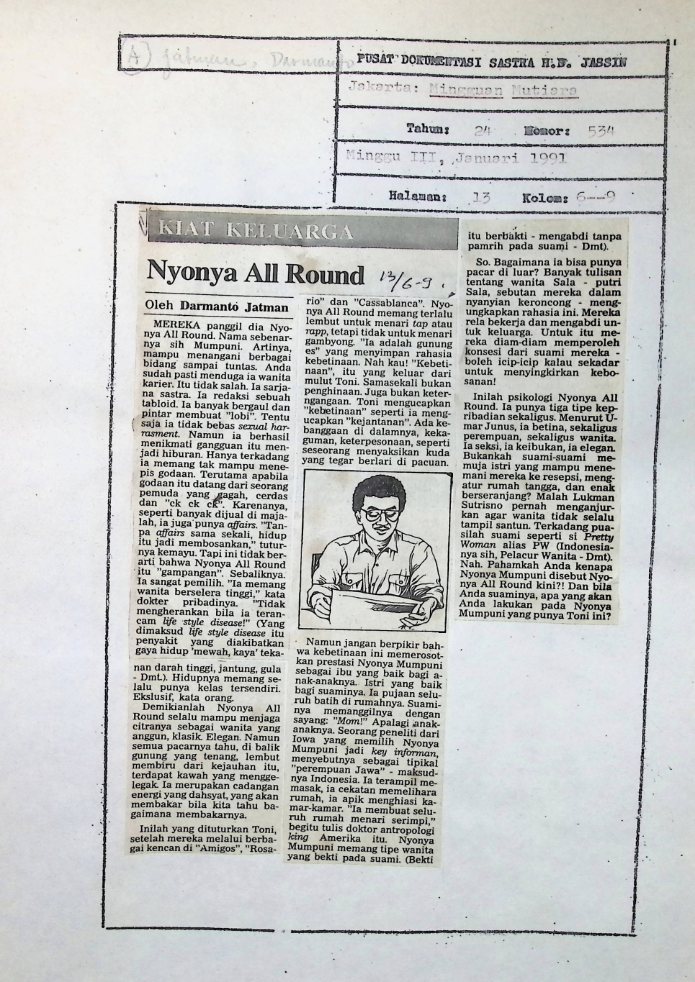 A) Jatman, Darmanto
PUSAT DOKUMENTASI SASTRA H.B. JASSIN
Jakarta: Mingguan Mutiara
Tahun: 24 Nomor: 534
Minggu III, Januari 1991
Halaman: 13 Kolom: 6--9
KIAT KELUARGA
Nyonya All Round
13/6-9.
Oleh Darmanto Jatman
MEREKA panggil dia Nyo-
nya All Round. Nama sebenar-
nya sih Mumpuni. Artinya,
mampu menangani berbagai
bidang sampai tuntas. Anda
sudah pasti menduga ia wanita
karier. Itu tidak salah. Ia sarja-
na sastra. Ia redaksi sebuah
tabloid. Ia banyak bergaul dan
pintar membuat "lobi". Tentu
saja ia tidak bebas sexual har-
rasment. Namun ia berhasil
menikmati gangguan itu men-
jadi hiburan. Hanya terkadang
ia memang tak mampu mene-
pis godaan. Terutama apabila
godaan itu datang dari seorang
pemuda yang gagah, cerdas
dan "ck ck ck". Karenanya,
seperti banyak dijual di maja-
lah, ia juga punya affairs. "Tan-
pa affairs sama sekali, hidup
itu jadi membosankan," tutur-
nya kemayu. Tapi ini tidak ber-
arti bahwa Nyonya All Round
itu "gampangan". Sebaliknya.
Ia sangat pemilih. "Ia memang
wanita berselera tinggi," kata
dokter pribadinya. "Tidak
mengherankan bila ia teran-
cam life style disease!" (Yang
dimaksud life style disease itu
penyakit yang diakibatkan
gaya hidup 'mewah, kaya' teka-
nan darah tinggi, jantung, gula
- Dmt.). Hidupnya memang se-
lalu punya kelas tersendiri.
Ekslusif, kata orang.
Demikianlah Nyonya All
Round selalu mampu menjaga
citranya sebagai wanita yang
anggun, klasik. Elegan. Namun
semua pacarnya tahu, di balik
gunung yang tenang, lembut
membiru dari kejauhan itu,
terdapat kawah yang mengge-
legak. Ia merupakan cadangan
energi yang dahsyat, yang akan
membakar bila kita tahu ba-
gaimana membakarnya.
Inilah yang dituturkan Toni,
setelah mereka melalui berba-
gai kencan di "Amigos", "Rosa-
rio" dan "Cassablanca". Nyo-
nya All Round memang terlalu
lembut untuk menari tap atau
rapp, tetapi tidak untuk menari
gambyong. "Ia adalah gunung
es" yang menyimpan rahasia
kebetinaan. Nah kau! "Kebeti-
naan", itu yang keluar dari
mulut Toni. Samasekali bukan
penghinaan. Juga bukan keter-
ngangaan. Toni mengucapkan
"kebetinaan" seperti ia meng-
ucapkan "kejantanan". Ada ke-
banggaan di dalamnya, keka-
guman, keterpesonaan, seperti
seseorang menyaksikan kuda
yang tegar berlari di pacuan.
Namun jangan berpikir bah-
wa kebetinaan ini memerosot-
kan prestasi Nyonya Mumpuni
sebagai ibu yang baik bagi a-
nak-anaknya. Istri yang baik
bagi suaminya. Ia pujaan selu-
ruh batih di rumahnya. Suami-
nya memanggilnya dengan
sayang: "Mom!" Apalagi anak-
anaknya. Seorang peneliti dari
Iowa yang memilih Nyonya
Mumpuni jadi key informan,
menyebutnya sebagai tipikal
"perempuan Jawa" - maksud-
nya Indonesia. Ia terampil me-
masak, ia cekatan memelihara
rumah, ia apik menghiasi ka-
mar-kamar. "Ia membuat selu-
ruh rumah menari serimpi,"
begitu tulis doktor antropologi
king Amerika itu. Nyonya
Mumpuni memang tipe wanita
yang bekti pada suami. (Bekti
itu berbakti - mengabdi tanpa
pamrih pada suami - Dmt).
So. Bagaimana ia bisa punya
pacar di luar? Banyak tulisan
tentang wanita Sala - putri
Sala, sebutan mereka dalam
nyanyian keroncong - meng-
ungkapkan rahasia ini. Mereka
rela bekerja dan mengabdi un-
tuk keluarga. Untuk itu me-
reka diam-diam memperoleh
konsesi dari suami mereka -
boleh icip-icip kalau sekadar
untuk menyingkirkan kebo-
sanan!
Inilah psikologi Nyonya All
Round. Ia punya tiga tipe kep-
ribadian sekaligus. Menurut U-
mar Junus, ia betina, sekaligus
perempuan, sekaligus wanita.
Ia seksi, ia keibukan, ia elegan.
Bukankah suami-suami me-
muja istri yang mampu mene-
mani mereka ke resepsi, meng-
atur rumah tangga, dan enak
berseranjang? Malah Lukman
Sutrisno pernah menganjur-
kan agar wanita tidak selalu
tampil santun. Terkadang pua-
silah suami seperti si Pretty
Woman alias PW (Indonesia-
nya sih, Pelacur Wanita - Dmt).
Nah. Pahamkah Anda kenapa
Nyonya Mumpuni disebut Nyo-
nya All Round kini?! Dan bila
Anda suaminya, apa yang akan
Anda lakukan pada Nyonya
Mumpuni yang punya Toni ini?